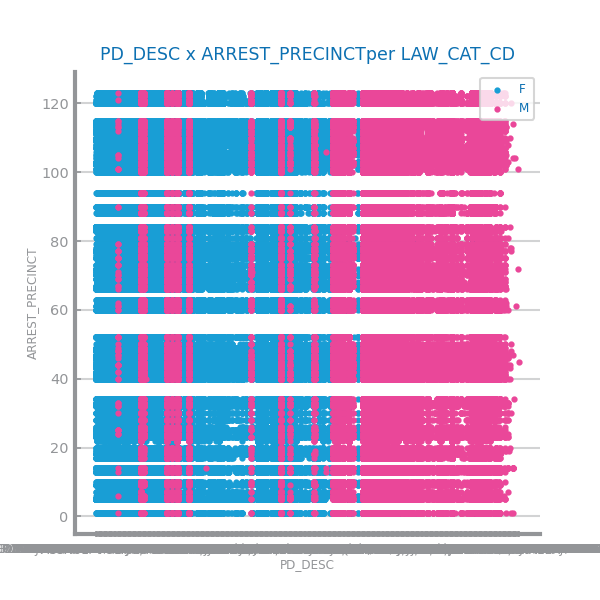 PD_DESC x ARREST_PRECINCTper LAW_CAT_CD
F
M
120
100
80
60
40
20
0
ARREST_PRECINCT
PD_DESC